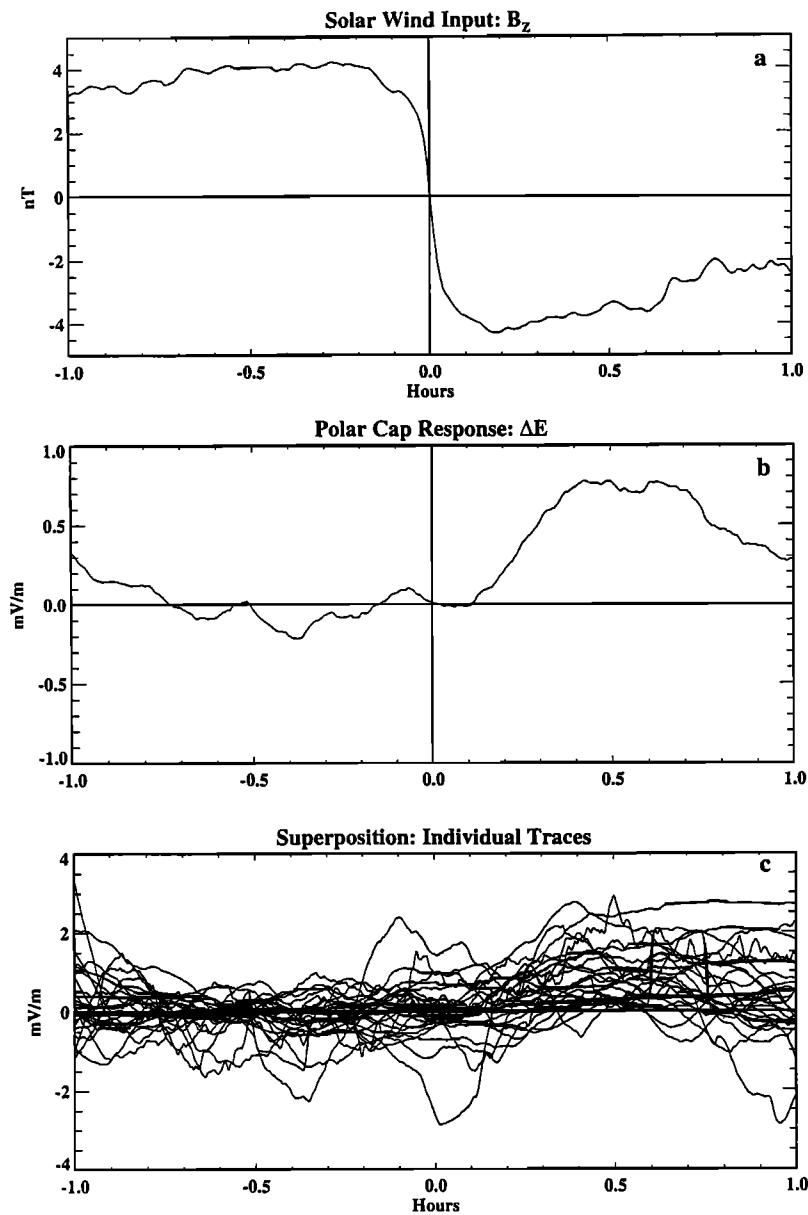 Solar Wind Input: Bz
a
4
2
0
-2
-4
nT
-1.0 -0.5 0.0 0.5 1.0
Hours
Polar Cap Response: ΔE
b
1.0
0.5
0.0
-0.5
-1.0
mV/m
-1.0 -0.5 0.0 0.5 1.0
Hours
Superposition: Individual Traces
c
4
2
0
-2
-4
mV/m
-1.0 -0.5 0.0 0.5 1.0
Hours